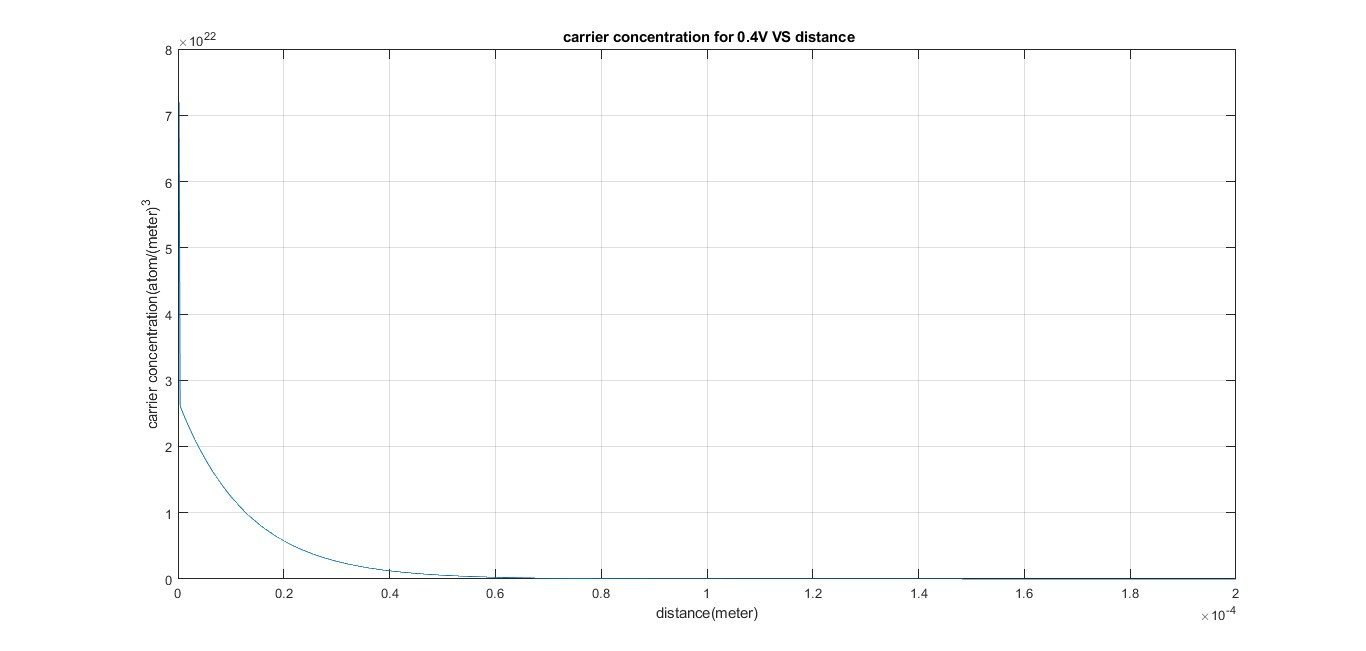 carrier concentration for 0.4V VS distance
×10^22
8
7
6
5
4
3
2
1
0
carrier concentration(atom/(meter)^3
0 0.2 0.4 0.6 0.8 1 1.2 1.4 1.6 1.8 2
distance(meter)
×10^-4